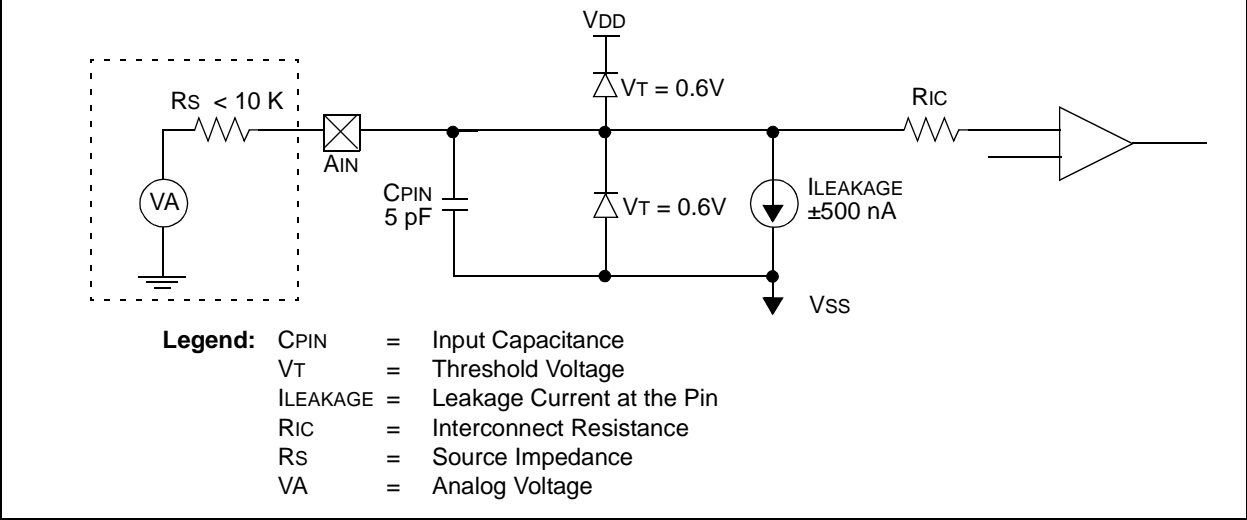 VDD
VT = 0.6V
RS < 10 K
RIC
AIN
CPIN
5 pF
VA
VT = 0.6V
ILEAKAGE
±500 nA
VSS
Legend: CPIN = Input Capacitance
VT = Threshold Voltage
ILEAKAGE = Leakage Current at the Pin
RIC = Interconnect Resistance
RS = Source Impedance
VA = Analog Voltage